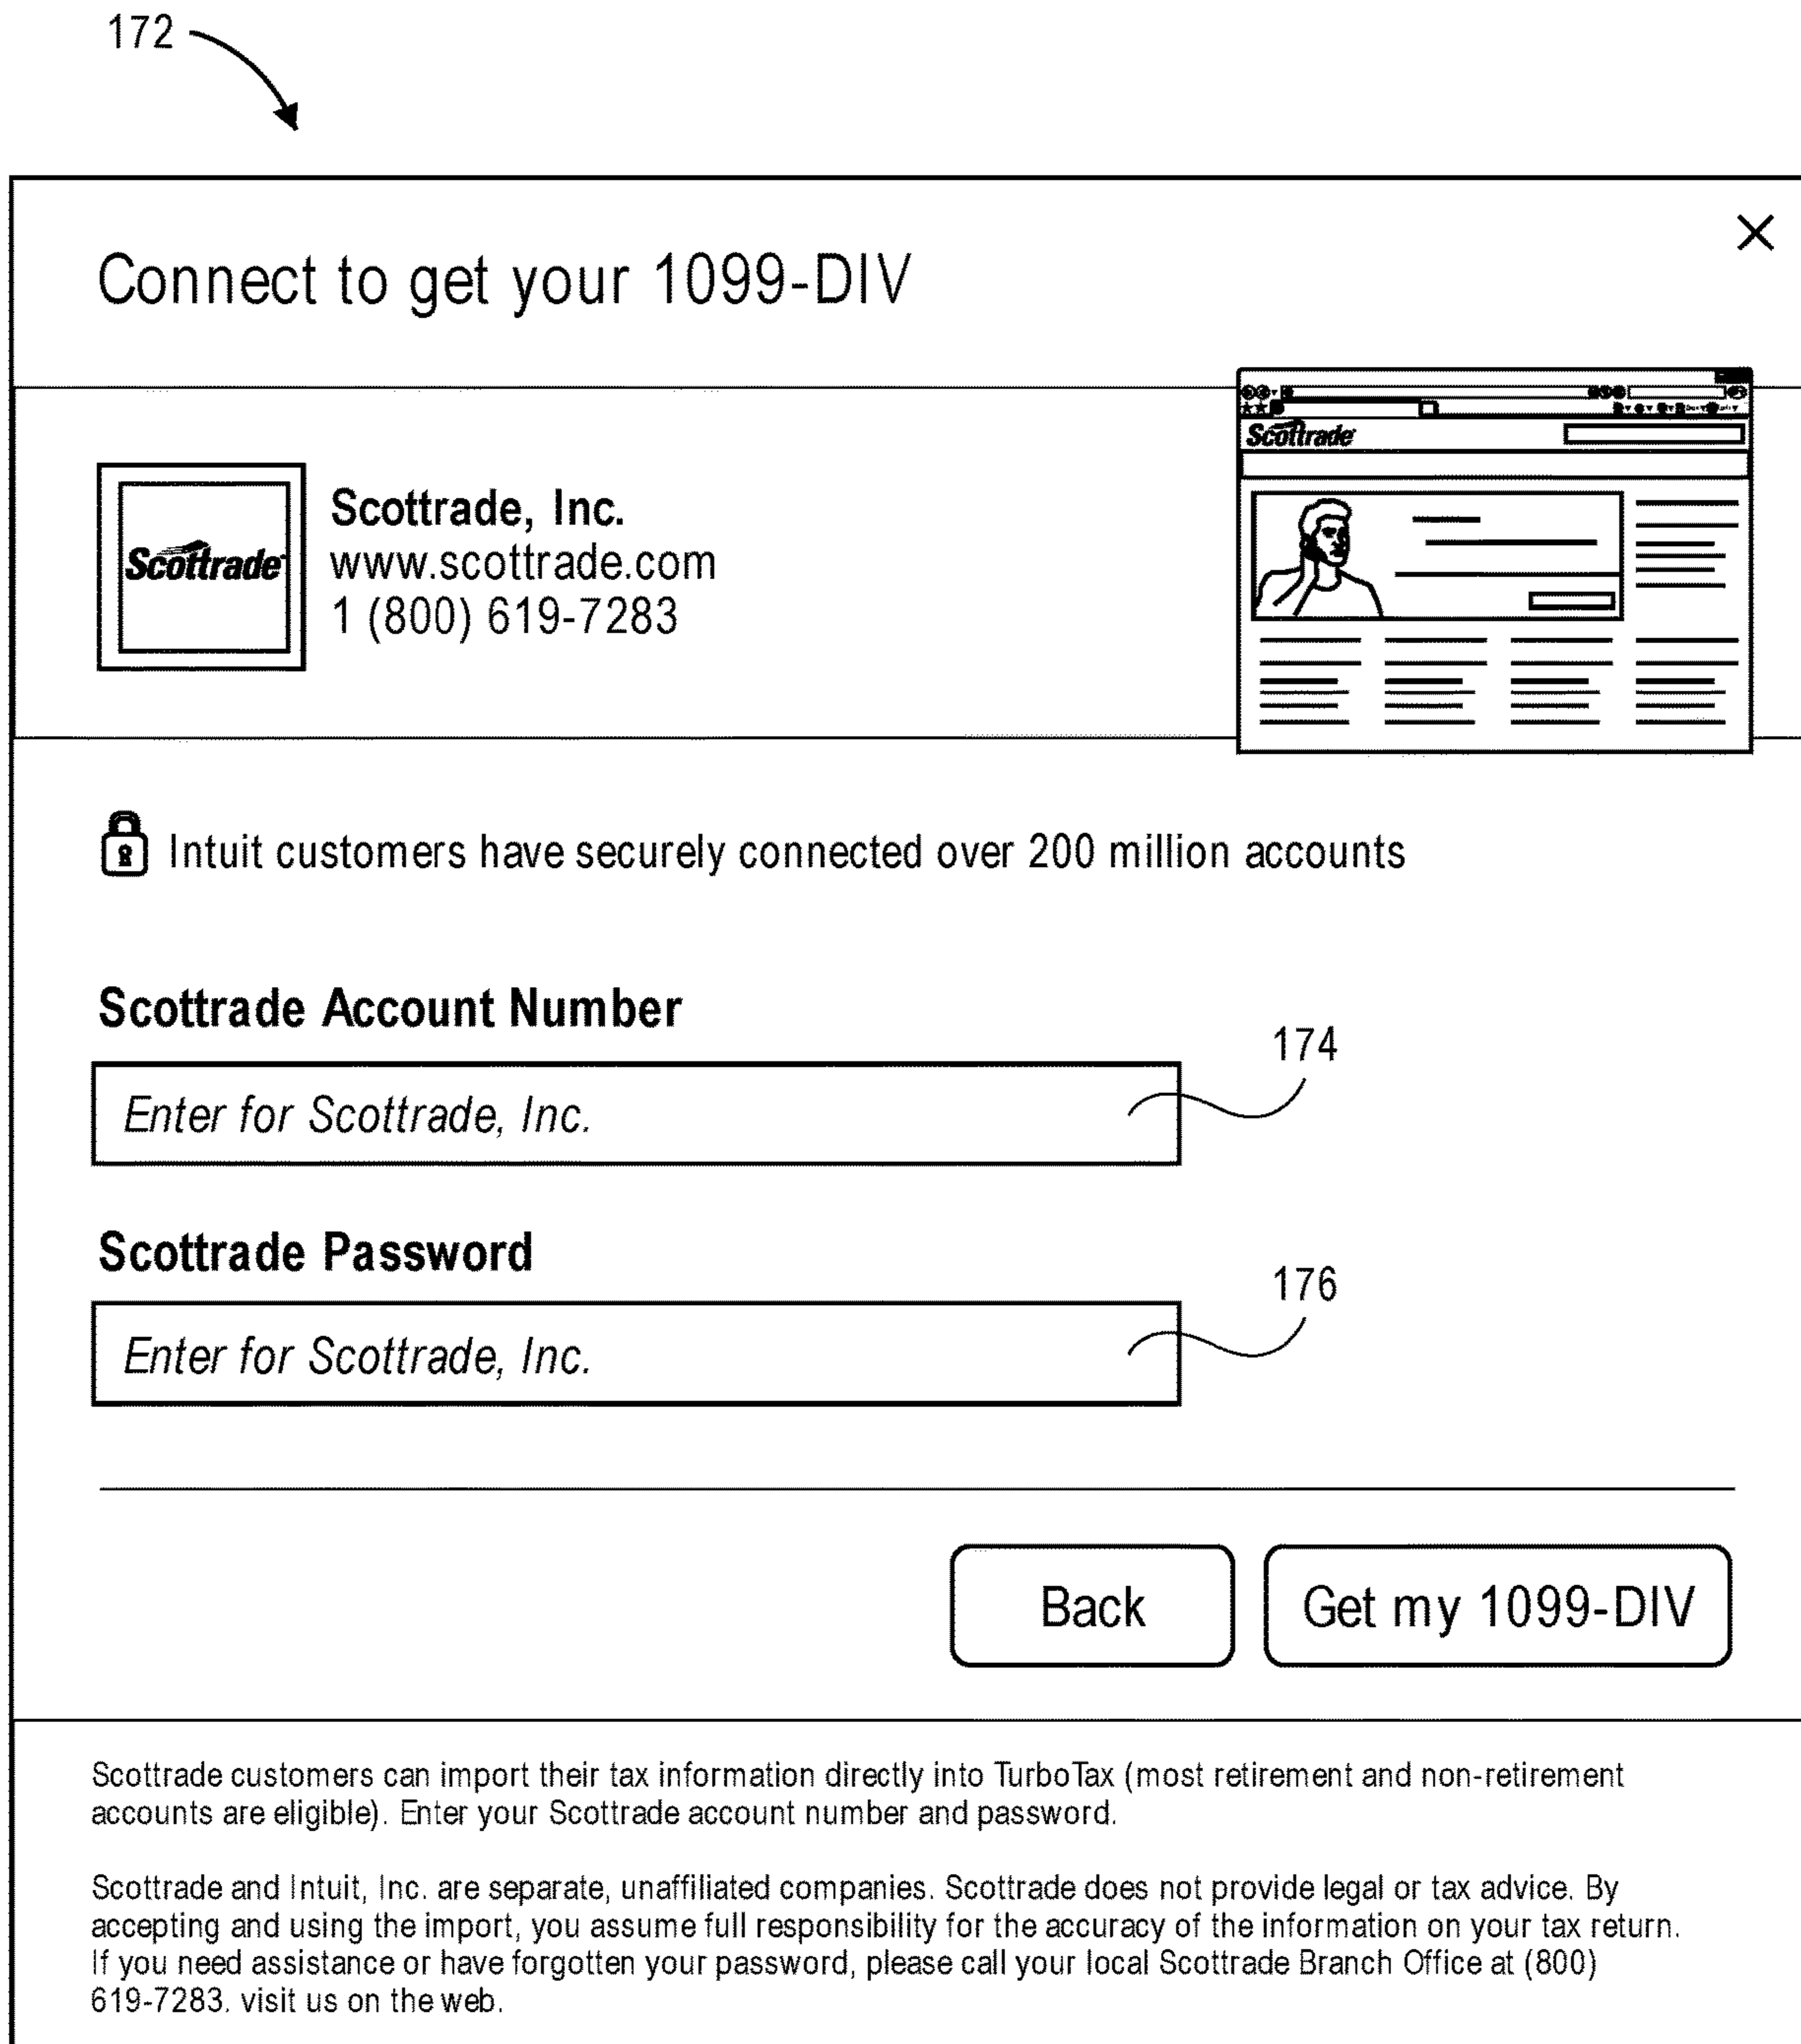 172
Connect to get your 1099-DIV
Scottrade
Scottrade
Scottrade, Inc.
www.scottrade.com
1 (800) 619-7283
Intuit customers have securely connected over 200 million accounts
Scottrade Account Number
174
Enter for Scottrade, Inc.
Scottrade Password
176
Enter for Scottrade, Inc.
Back
Get my 1099-DIV
Scottrade customers can import their tax information directly into TurboTax (most retirement and non-retirement
accounts are eligible). Enter your Scottrade account number and password.
Scottrade and Intuit, Inc. are separate, unaffiliated companies. Scottrade does not provide legal or tax advice. By
accepting and using the import, you assume full responsibility for the accuracy of the information on your tax return.
If you need assistance or have forgotten your password, please call your local Scottrade Branch Office at (800)
619-7283. visit us on the web.